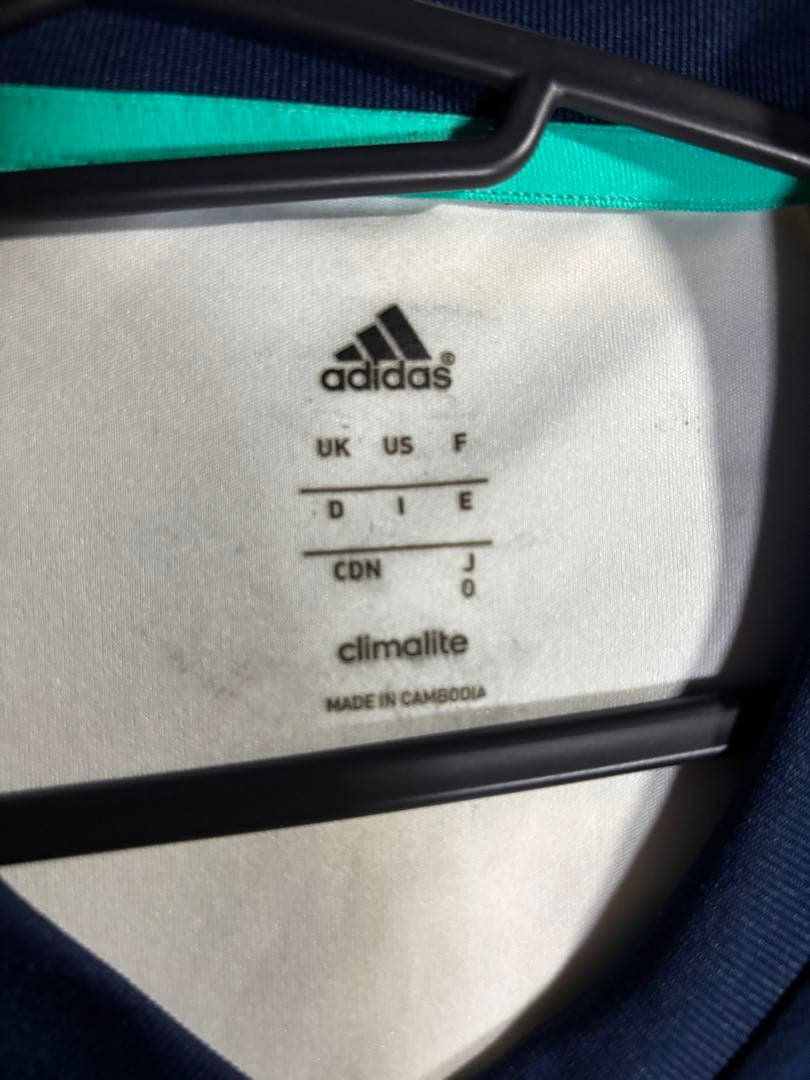 adidas®
UK US F
D I E
CDN J
O
climalite
MADE IN CAMBODIA